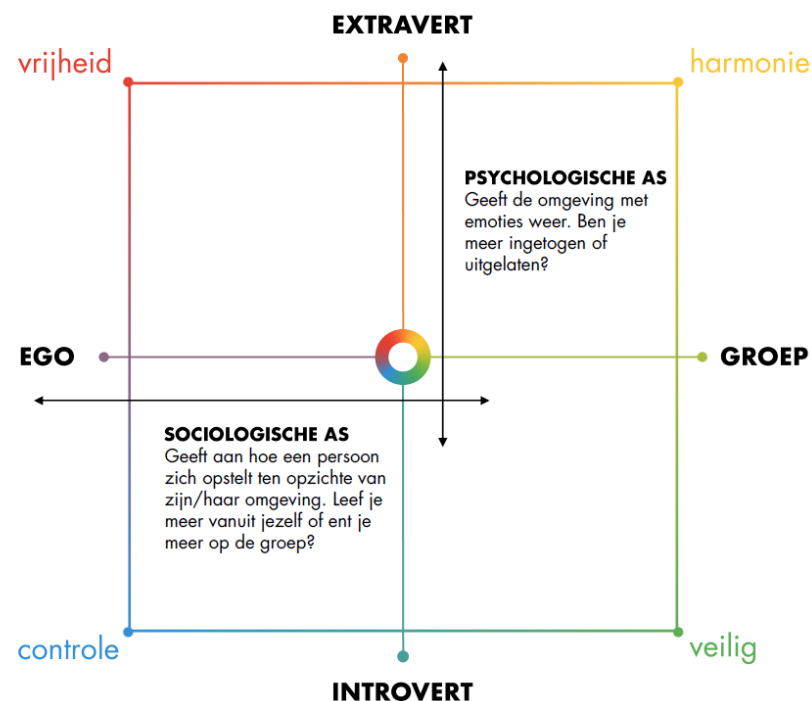 EXTRAVERT
vrijheid
harmonie
PSYCHOLOGISCHE AS
Geeft de omgeving met
emoties weer. Ben je
meer ingetogen of
uitgelaten?
EGO
GROEP
SOCIOLOGISCHE AS
Geeft aan hoe een persoon
zich opstelt ten opzichte van
zijn/haar omgeving. Leef je
meer vanuit jezelf of ent je
meer op de groep?
controle
veilig
INTROVERT